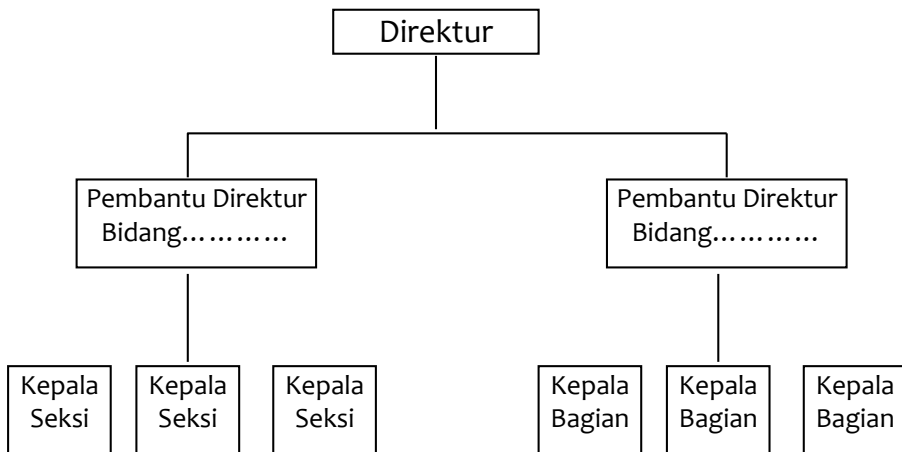 Direktur
Pembantu Direktur
Bidang…………
Pembantu Direktur
Bidang…………
Kepala
Seksi
Kepala
Seksi
Kepala
Seksi
Kepala
Bagian
Kepala
Bagian
Kepala
Bagian